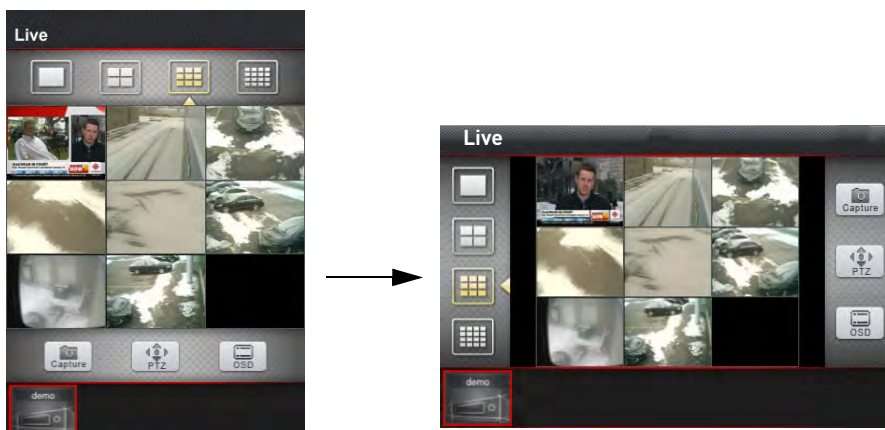 Live
Capture
PTZ
OSD
demo
Live
Capture
PTZ
OSD
demo